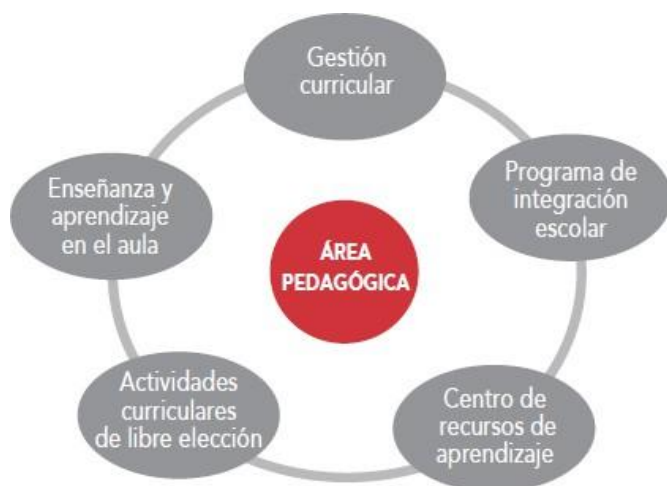 Gestión
curricular
Programa de
integración
escolar
Enseñanza y
aprendizaje
en el aula
ÁREA
PEDAGÓGICA
Actividades
curriculares
de libre elección
Centro de
recursos de
aprendizaje